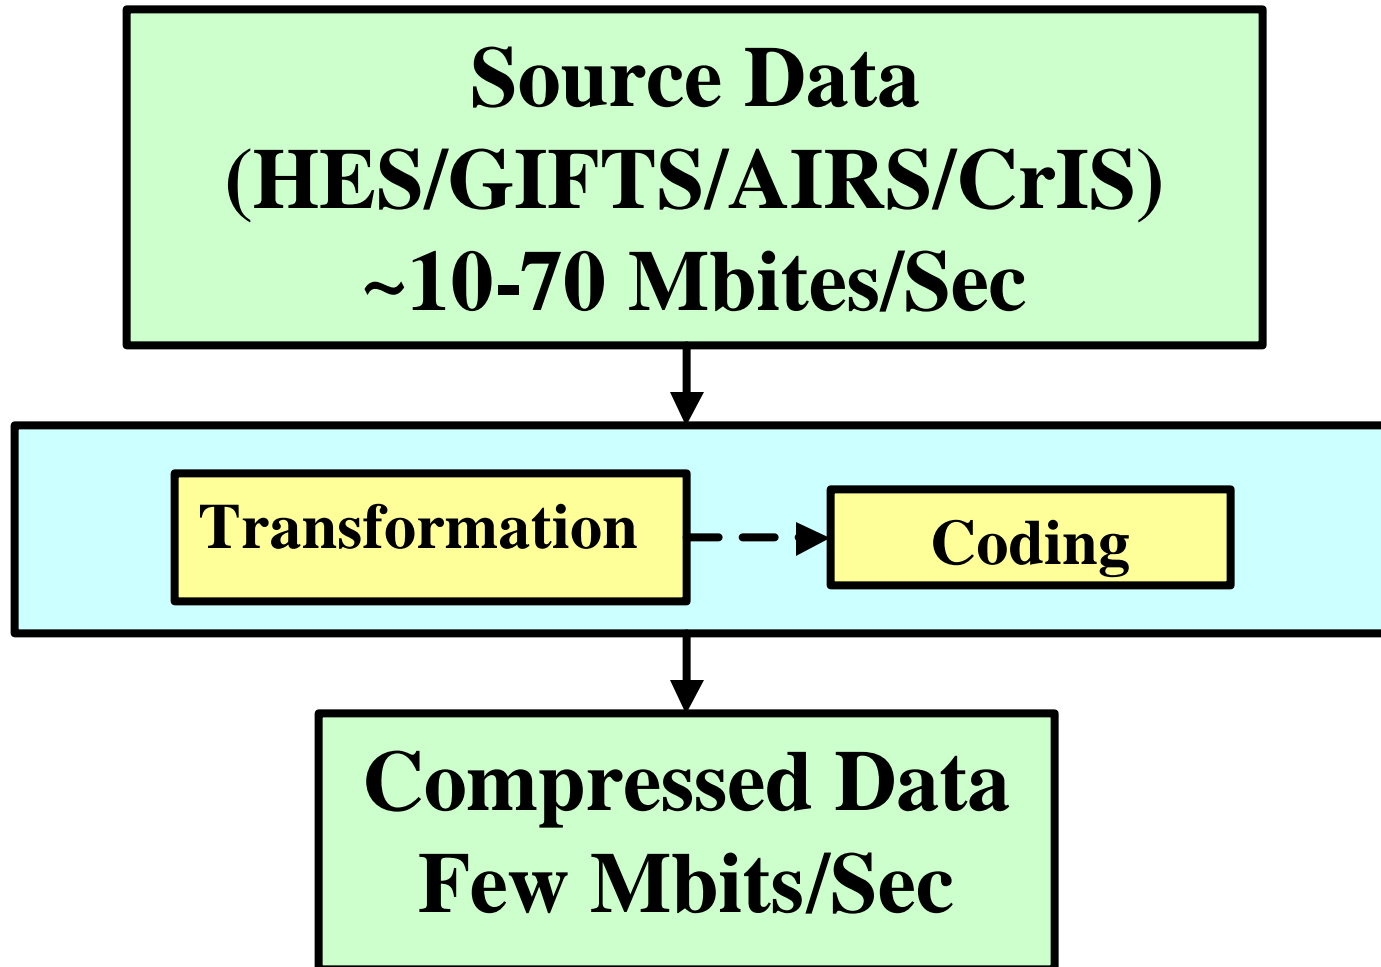 Source Data
(HES/GIFTS/AIRS/CrIS)
~10-70 Mbites/Sec
Transformation
Coding
Compressed Data
Few Mbits/Sec